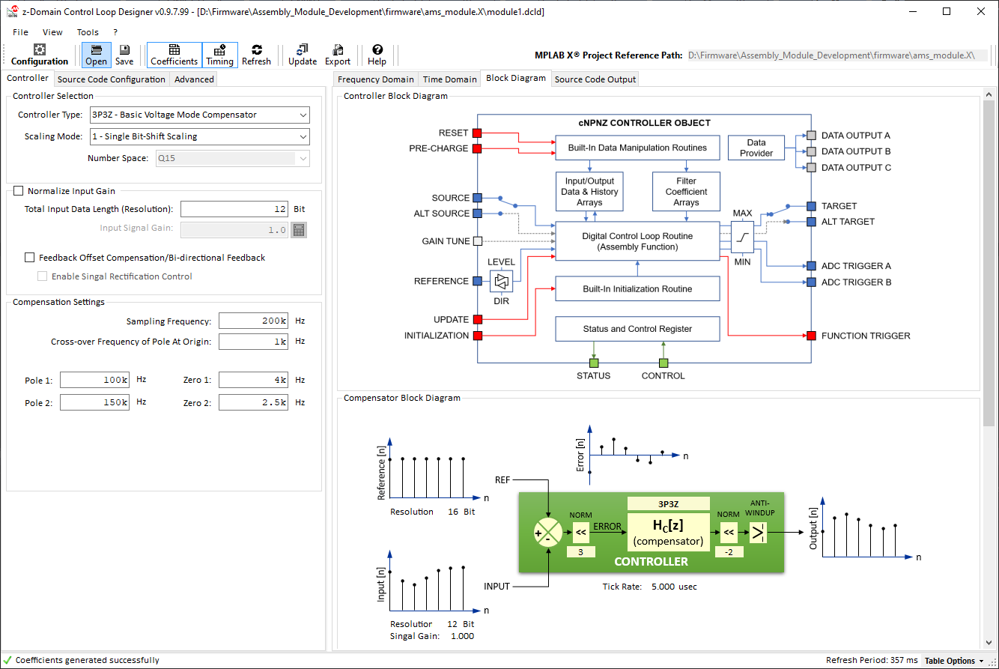 z-Domain Control Loop Designer v0.9.7.99 - [D:\Firmware\Assembly_Module_Development\firmware\ams_module.X\module1.dcld]
File View Tools ?
Configuration Open Save Coefficients Timing Refresh Update Export Help
MPLAB X® Project Reference Path: D:\Firmware\Assembly_Module_Development\firmware\ams_module.X\
Controller Source Code Configuration Advanced
Controller Selection
Controller Type: 3P3Z - Basic Voltage Mode Compensator
Scaling Mode: 1 - Single Bit-Shift Scaling
Number Space: Q15
Normalize Input Gain
Total Input Data Length (Resolution): 12 Bit
Input Signal Gain: 1.0
Feedback Offset Compensation/Bi-directional Feedback
Enable Singal Rectification Control
Compensation Settings
Sampling Frequency: 200k Hz
Cross-over Frequency of Pole At Origin: 1k Hz
Pole 1: 100k Hz Zero 1: 4k Hz
Pole 2: 150k Hz Zero 2: 2.5k Hz
Frequency Domain Time Domain Block Diagram Source Code Output
Controller Block Diagram
cNPNZ CONTROLLER OBJECT
RESET
PRE-CHARGE
Built-In Data Manipulation Routines
Data
Provider
DATA OUTPUT A
DATA OUTPUT B
DATA OUTPUT C
Input/Output
Data & History
Arrays
Filter
Coefficient
Arrays
SOURCE
ALT SOURCE
GAIN TUNE
MAX
TARGET
ALT TARGET
Digital Control Loop Routine
(Assembly Function)
MIN
LEVEL
REFERENCE
DIR
ADC TRIGGER A
ADC TRIGGER B
Built-In Initialization Routine
UPDATE
INITIALIZATION
Status and Control Register
FUNCTION TRIGGER
STATUS CONTROL
Compensator Block Diagram
Reference [n]
n
Resolution 16 Bit
Error [n]
n
REF
3P3Z
NORM
<<
3
+
-
ERROR
HC[z]
(compensator)
NORM
<<
-2
ANTI-
WINDUP
CONTROLLER
Output [n]
n
INPUT
Tick Rate: 5.000 usec
Input [n]
n
Resolution 12 Bit
Singal Gain: 1.000
Coefficients generated successfully
Refresh Period: 357 ms Table Options